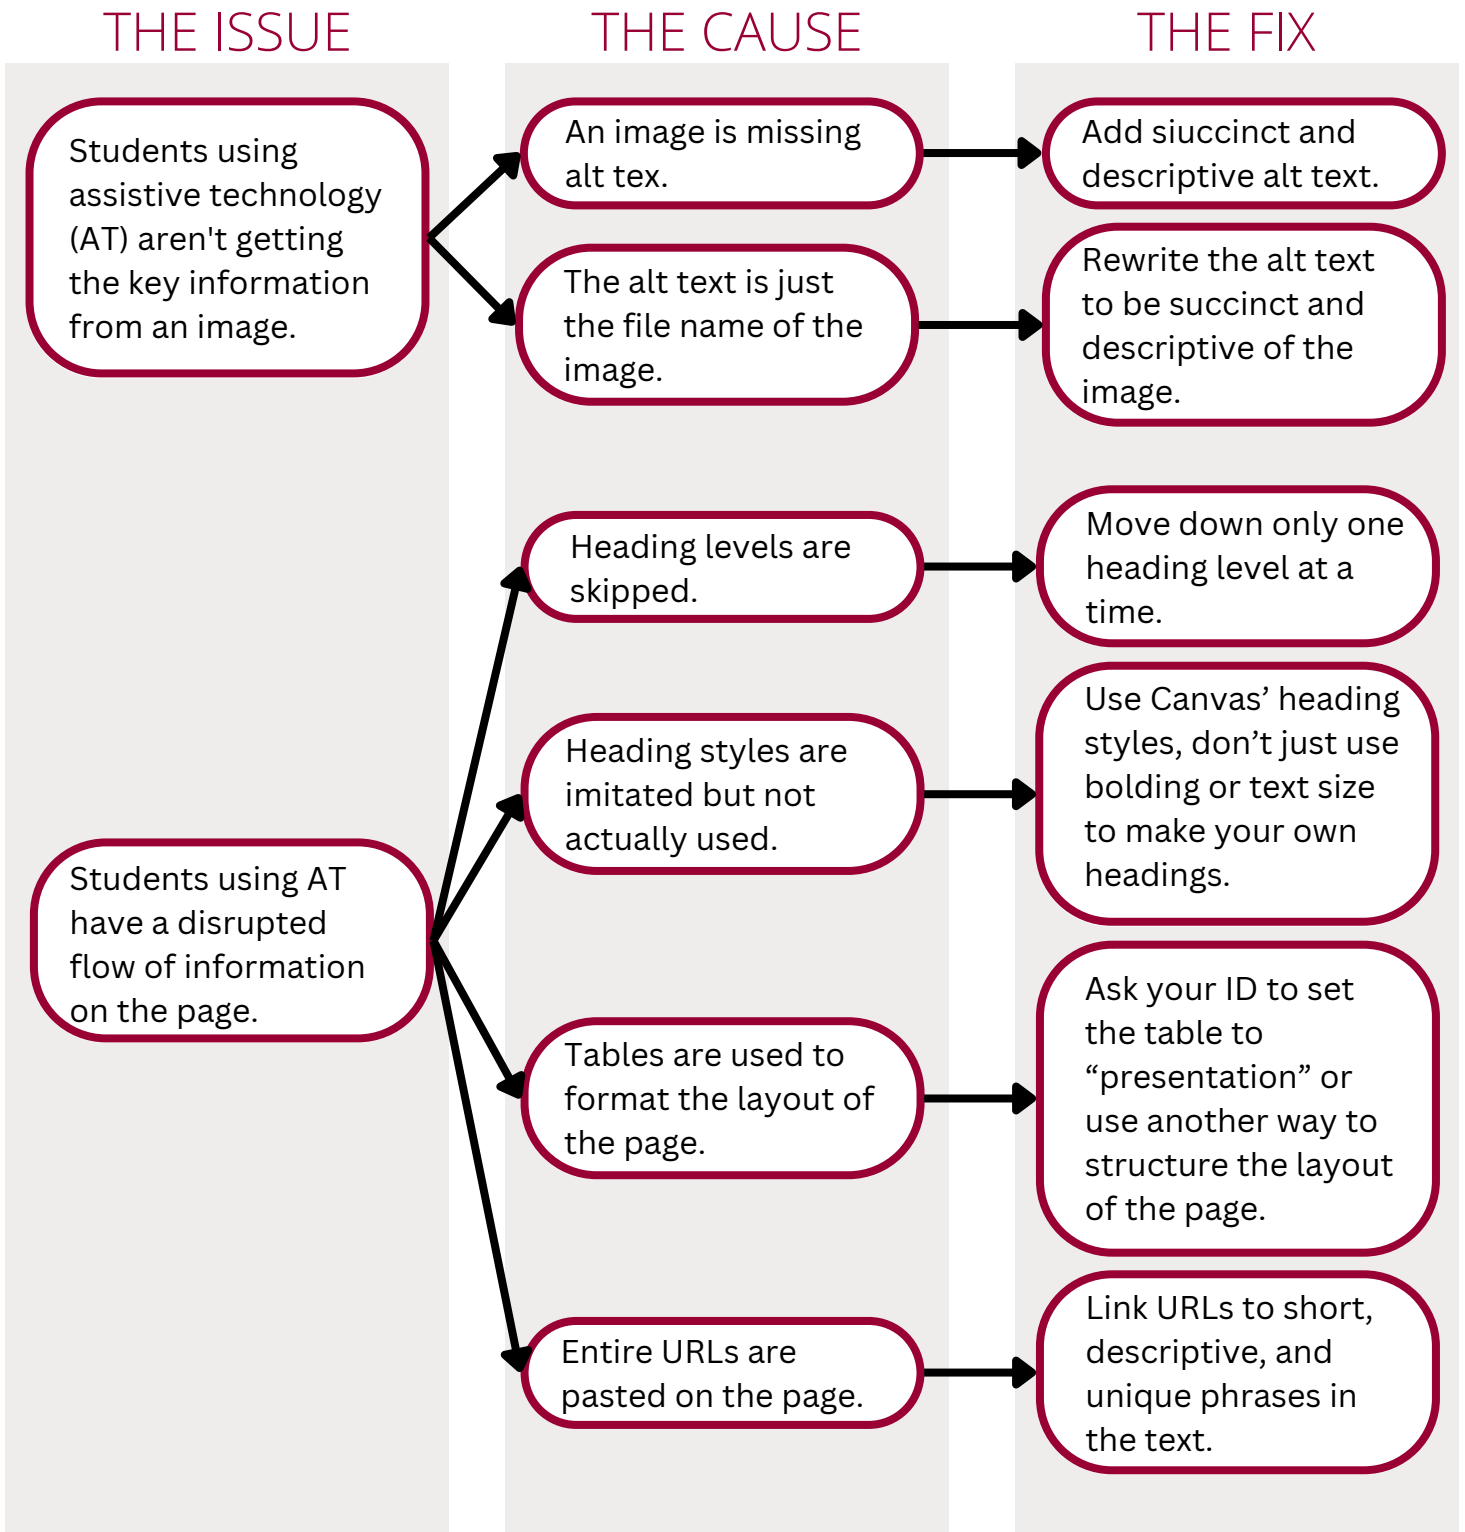 THE ISSUE
THE CAUSE
THE FIX
Students using
assistive technology
(AT) aren't getting
the key information
from an image.
An image is missing
alt tex.
Add siuccinct and
descriptive alt text.
The alt text is just
the file name of the
image.
Rewrite the alt text
to be succinct and
descriptive of the
image.
Students using AT
have a disrupted
flow of information
on the page.
Heading levels are
skipped.
Move down only one
heading level at a
time.
Heading styles are
imitated but not
actually used.
Use Canvas’ heading
styles, don’t just use
bolding or text size
to make your own
headings.
Tables are used to
format the layout of
the page.
Ask your ID to set
the table to
“presentation” or
use another way to
structure the layout
of the page.
Entire URLs are
pasted on the page.
Link URLs to short,
descriptive, and
unique phrases in
the text.